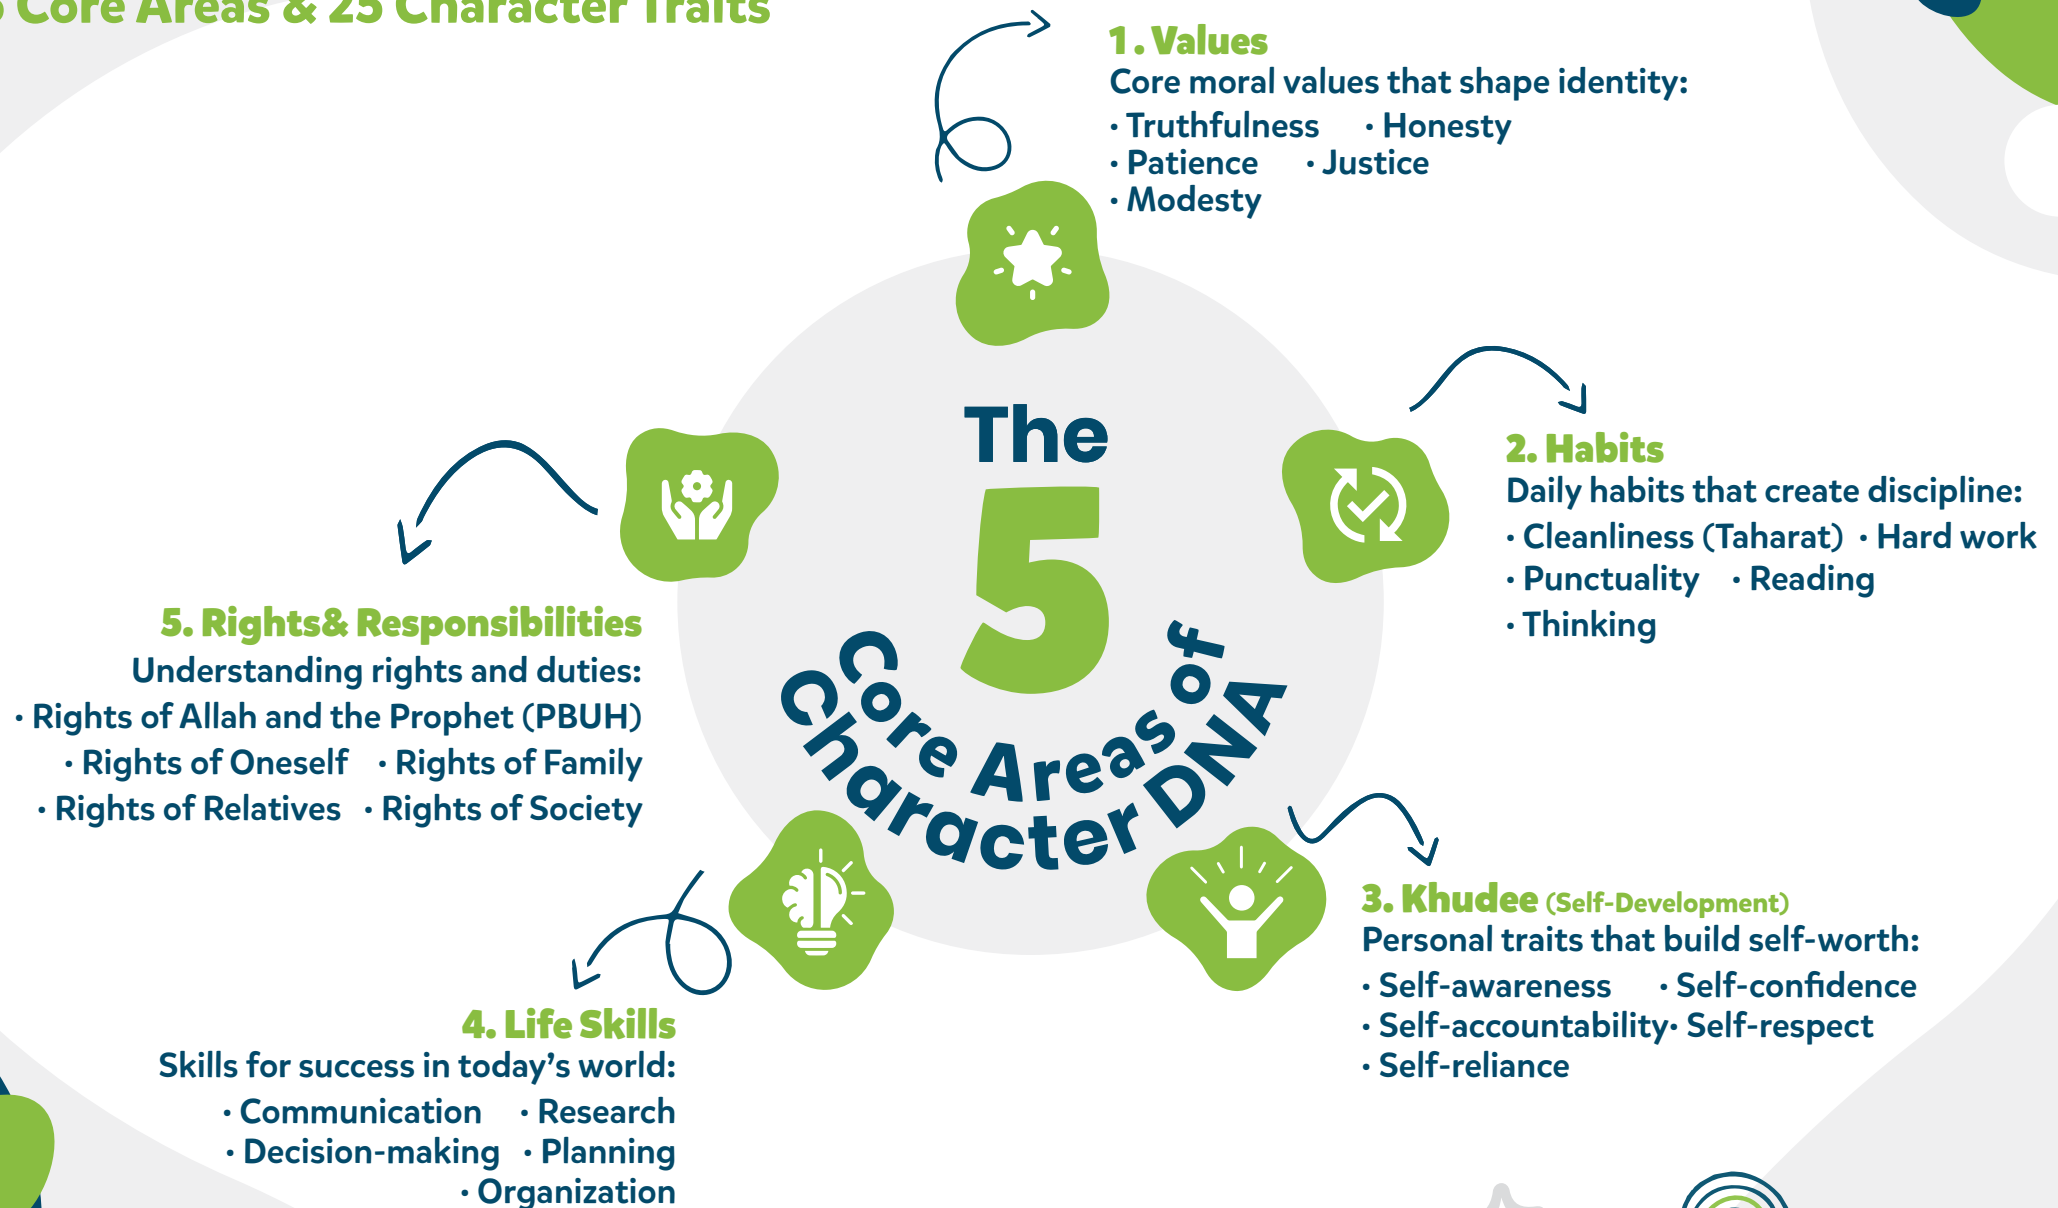 5 Core Areas & 25 Character Traits
1. Values
Core moral values that shape identity:
• Truthfulness • Honesty
• Patience • Justice
• Modesty
The
5
Core Areas of
Character DNA
2. Habits
Daily habits that create discipline:
• Cleanliness (Taharat) • Hard work
• Punctuality • Reading
• Thinking
3. Khudee (Self-Development)
Personal traits that build self-worth:
• Self-awareness • Self-confidence
• Self-accountability• Self-respect
• Self-reliance
4. Life Skills
Skills for success in today’s world:
• Communication • Research
• Decision-making • Planning
• Organization
5. Rights& Responsibilities
Understanding rights and duties:
• Rights of Allah and the Prophet (PBUH)
• Rights of Oneself • Rights of Family
• Rights of Relatives • Rights of Society